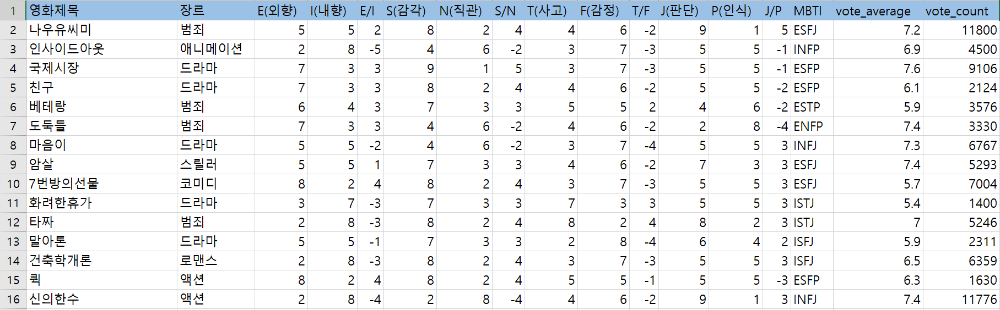 1 영화제목 장르 E(외향) I(내향) E/I S(감각) N(직관) S/N T(사고) F(감정) T/F J(판단) P(인식) J/P MBTI vote_average vote_count
2 나우유씨미 범죄 5 5 2 8 2 4 4 6 -2 9 1 5 ESFJ 7.2 11800
3 인사이드아웃 애니메이션 2 8 -5 4 6 -2 3 7 -3 5 5 -1 INFP 6.9 4500
4 국제시장 드라마 7 3 3 9 1 5 3 7 -3 5 5 -1 ESFP 7.6 9106
5 친구 드라마 7 3 3 8 2 4 4 6 -2 5 5 -2 ESFP 6.1 2124
6 베테랑 범죄 6 4 3 7 3 3 5 5 2 4 6 -2 ESTP 5.9 3576
7 도둑들 범죄 7 3 3 4 6 -2 4 6 -2 2 8 -4 ENFP 7.4 3330
8 마음이 드라마 5 5 -2 4 6 -2 3 7 -4 5 5 3 INFJ 7.3 6767
9 암살 스릴러 5 5 1 7 3 3 4 6 -2 7 3 3 ESFJ 7.4 5293
10 7번방의선물 코미디 8 2 4 8 2 4 3 7 -3 5 5 3 ESFJ 5.7 7004
11 화려한휴가 드라마 3 7 -3 7 3 3 7 3 3 5 5 3 ISTJ 5.4 1400
12 타짜 범죄 2 8 -3 8 2 4 8 2 4 8 2 3 ISTJ 7 5246
13 말아톤 드라마 5 5 -1 7 3 3 2 8 -4 6 4 2 ISFJ 5.9 2311
14 건축학개론 로맨스 2 8 -3 8 2 4 3 7 -3 5 5 3 ISFJ 6.5 6359
15 퀵 액션 8 2 4 8 2 4 5 5 -1 5 5 -3 ESFP 6.3 1630
16 신의한수 액션 2 8 -4 2 8 -4 4 6 -2 9 1 3 INFJ 7.4 11776